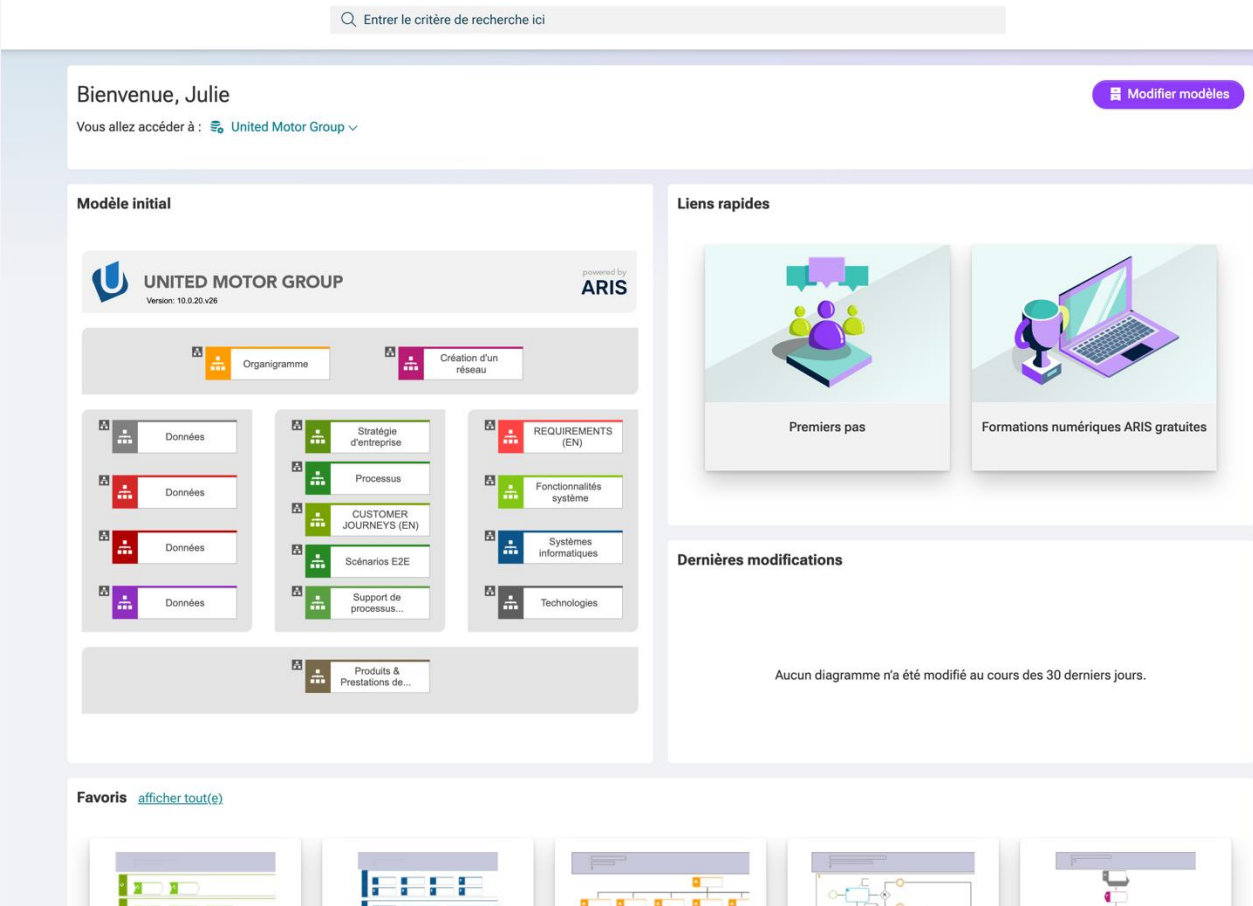 Entrer le critère de recherche ici
Bienvenue, Julie
Modifier modèles
Vous allez accéder à : United Motor Group
Modèle initial
UNITED MOTOR GROUP
Version: 10.0.20.v26
powered by
ARIS
Organigramme
Création d'un
réseau
Données
Données
Données
Données
Stratégie
d'entreprise
Processus
CUSTOMER
JOURNEYS (EN)
Scénarios E2E
Support de
processus...
REQUIREMENTS
(EN)
Fonctionnalités
système
Systèmes
informatiques
Technologies
Produits &
Prestations de...
Liens rapides
Premiers pas
Formations numériques ARIS gratuites
Dernières modifications
Aucun diagramme n'a été modifié au cours des 30 derniers jours.
Favoris afficher tout(e)